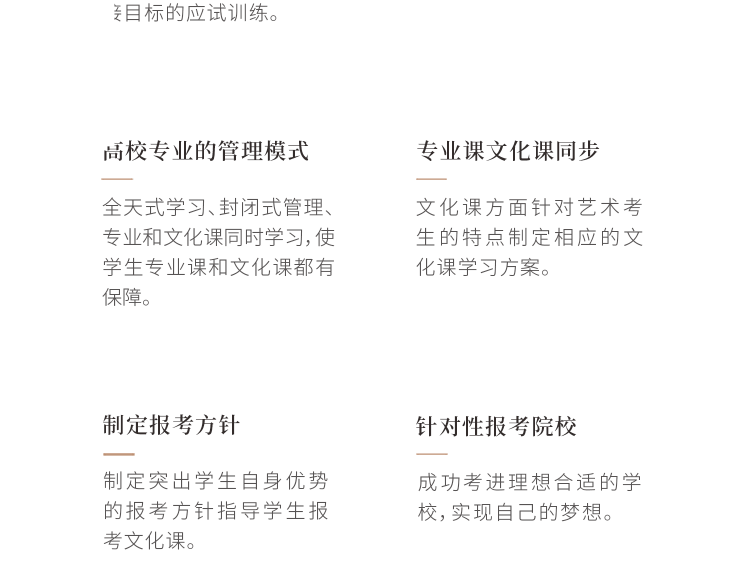 目标的应试训练。
高校专业的管理模式
全天式学习、封闭式管理、
专业和文化课同时学习,使
学生专业课和文化课都有
保障。
专业课文化课同步
文化课方面针对艺术考
生的特点制定相应的文
化课学习方案。
制定报考方针
制定突出学生自身优势
的报考方针指导学生报
考文化课。
针对性报考院校
成功考进理想合适的学
校,实现自己的梦想。